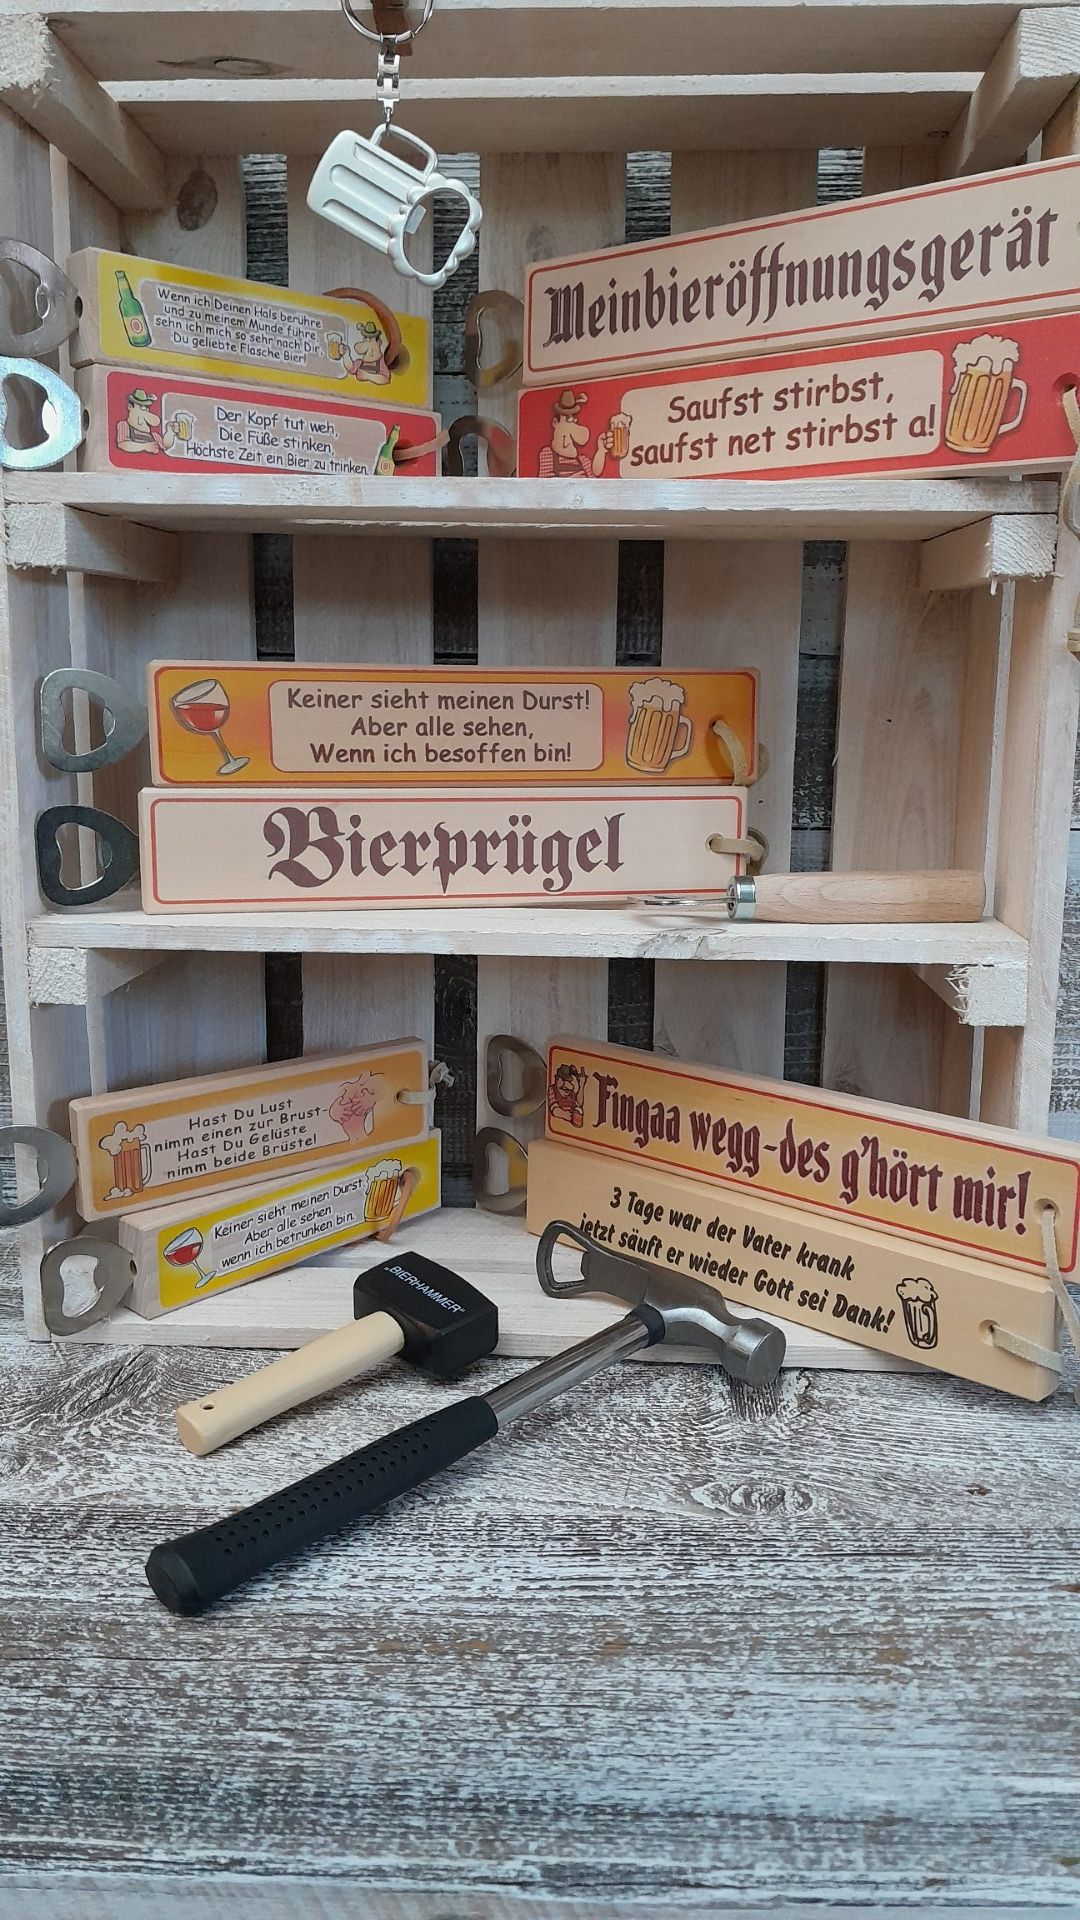 Wenn ich Deinen Hals berühre
und zu meinem Munde führe,
sehn ich mich so sehr nach Dir,
Du geliebte Flasche Bier!
Der Kopf tut weh,
Die Füße stinken,
Höchste Zeit ein Bier zu trinken.
Meinbieröffnungsgerät
Saufst stirbst,
saufst net stirbst a!
Keiner sieht meinen Durst!
Aber alle sehen,
Wenn ich besoffen bin!
Bierprügel
Hast Du Lust
nimm einen zur Brust-
Hast Du Gelüste
nimm beide Brüste!
Keiner sieht meinen Durst.
Aber alle sehen
wenn ich betrunken bin.
Fingaa wegg-des g'hört mir!
3 Tage war der Vater krank
jetzt säuft er wieder Gott sei Dank!
„BIERHAMMER"